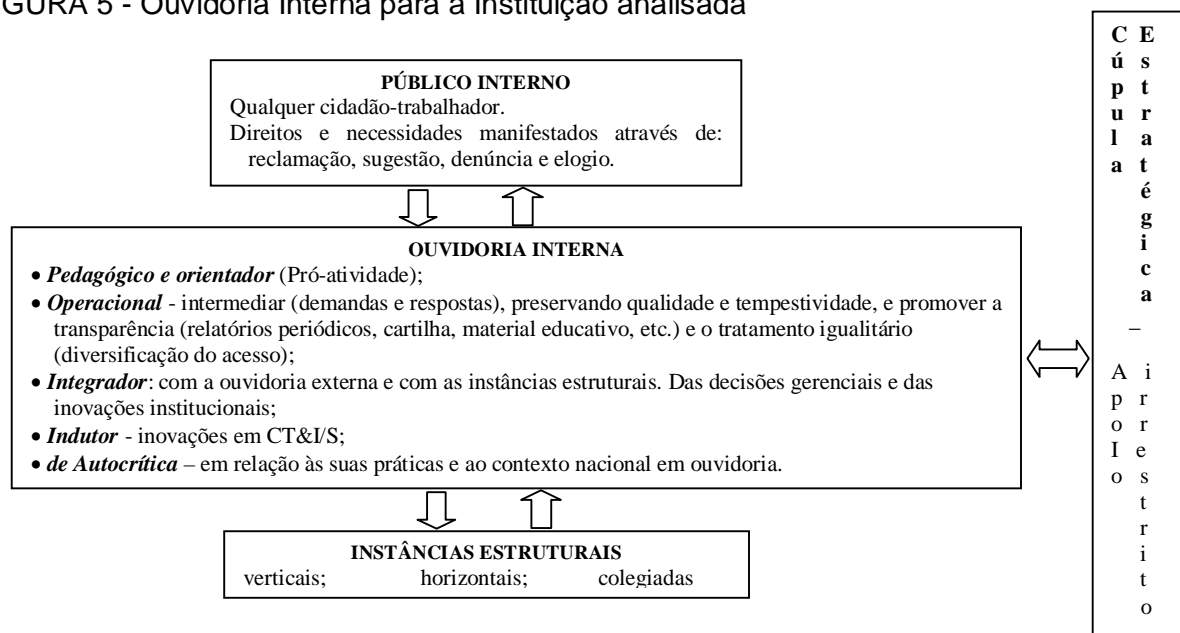 GURA 5 - Ouvidoria Interna para a Instituição analisada
PÚBLICO INTERNO
Qualquer cidadão-trabalhador.
Direitos e necessidades manifestados através de:
reclamação, sugestão, denúncia e elogio.
OUVIDORIA INTERNA
• Pedagógico e orientador (Pró-atividade);
• Operacional - intermediar (demandas e respostas), preservando qualidade e tempestividade, e promover a
transparência (relatórios periódicos, cartilha, material educativo, etc.) e o tratamento igualitário
(diversificação do acesso);
• Integrador: com a ouvidoria externa e com as instâncias estruturais. Das decisões gerenciais e das
inovações institucionais;
• Indutor - inovações em CT&I/S;
• de Autocrítica – em relação às suas práticas e ao contexto nacional em ouvidoria.
INSTÂNCIAS ESTRUTURAIS
verticais; horizontais; colegiadas
Cúpula
Estratégica
–
ApoIo
irrestrito